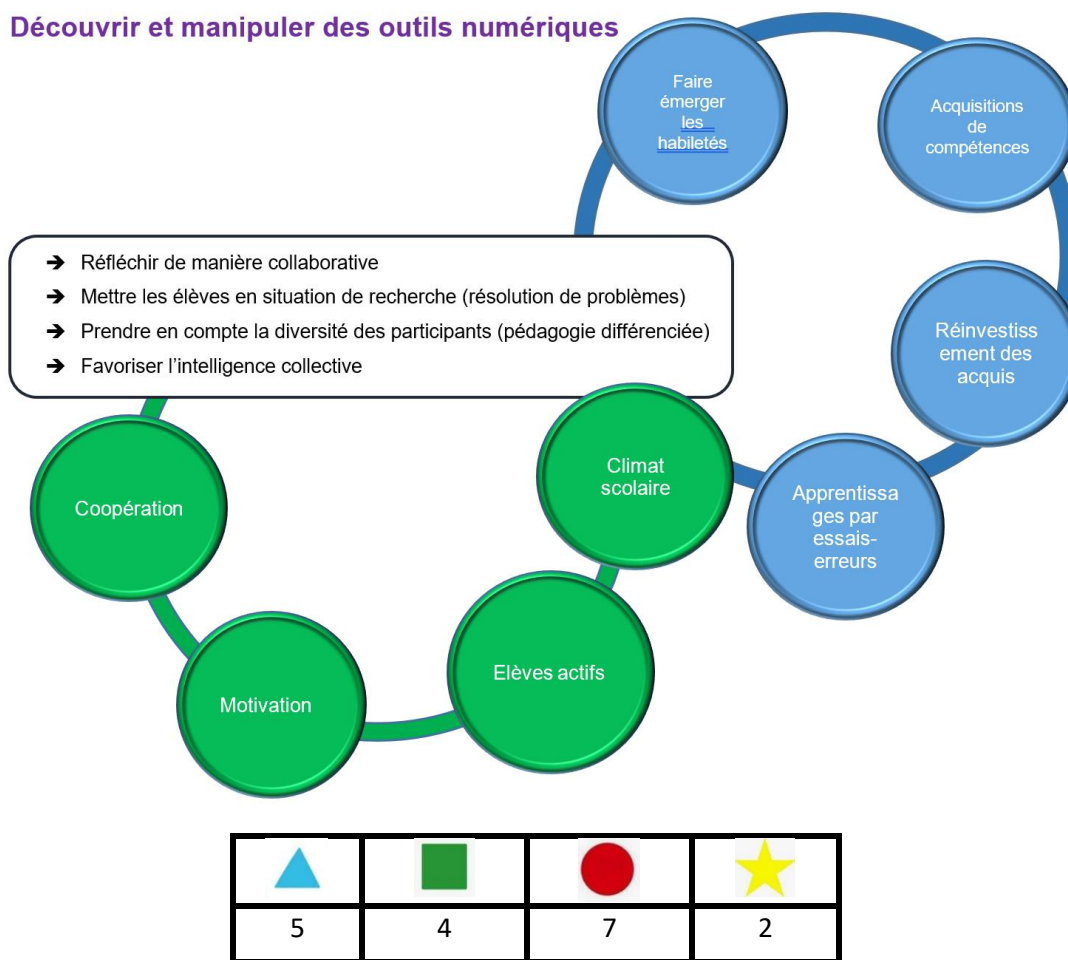 Découvrir et manipuler des outils numériques
Faire
émerger
les
habiletés
Acquisitions
de
compétences
➔ Réfléchir de manière collaborative
➔ Mettre les élèves en situation de recherche (résolution de problèmes)
➔ Prendre en compte la diversité des participants (pédagogie différenciée)
➔ Favoriser l’intelligence collective
Réinvestiss
ement des
acquis
Climat
scolaire
Apprentissa
ges par
essais-
erreurs
Coopération
Elèves actifs
Motivation
5 4 7 2